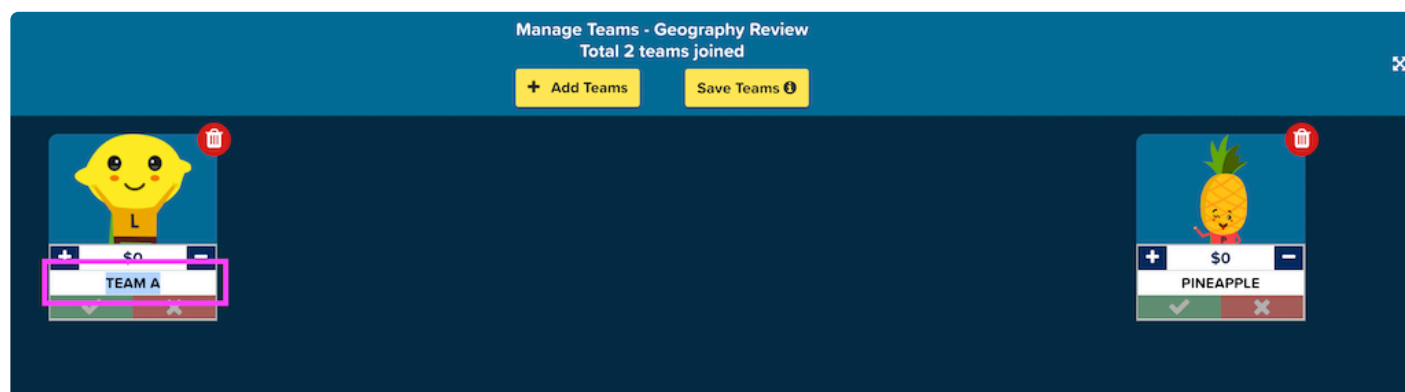 Manage Teams - Geography Review
Total 2 teams joined
+ Add Teams
Save Teams
L
+ $0 −
TEAM A
+ $0 −
PINEAPPLE